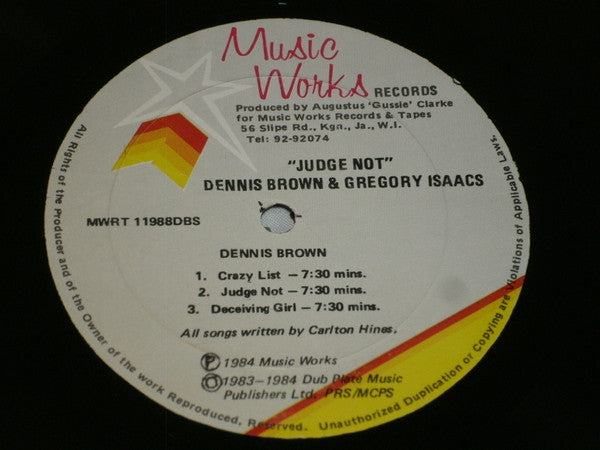 Music
Works RECORDS
Produced by Augustus 'Gussie' Clarke
for Music Works Records & Tapes
56 Slipe Rd., Kgn., Ja., W.I.
Tel: 92-92074
"JUDGE NOT"
DENNIS BROWN & GREGORY ISAACS
MWRT 11988DBS
DENNIS BROWN
1. Crazy List – 7:30 mins.
2. Judge Not – 7:30 mins.
3. Deceiving Girl – 7:30 mins.
All songs written by Carlton Hines.
Ⓟ 1984 Music Works
© 1983–1984 Dub Plate Music
Publishers Ltd. PRS/MCPS
All Rights of the Producer and of the Owner of the work Reproduced, Reserved. Unauthorized Duplication or Copying are Violations of Applicable Laws.